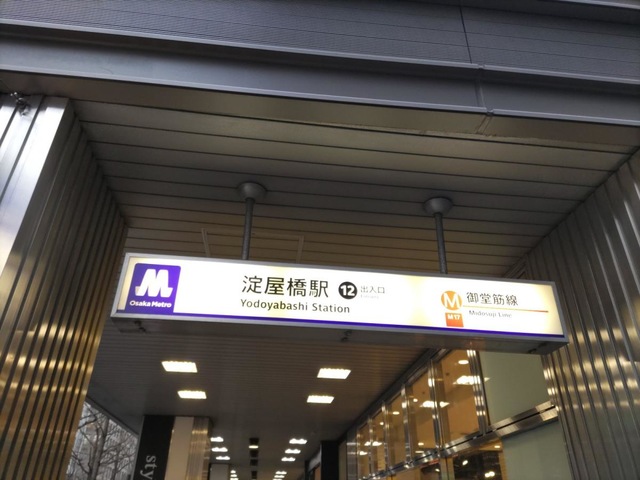 M
Osaka Metro
淀屋橋駅 12 出入口
Yodoyabashi Station
M 御堂筋線
M17 Midosuji Line
sty